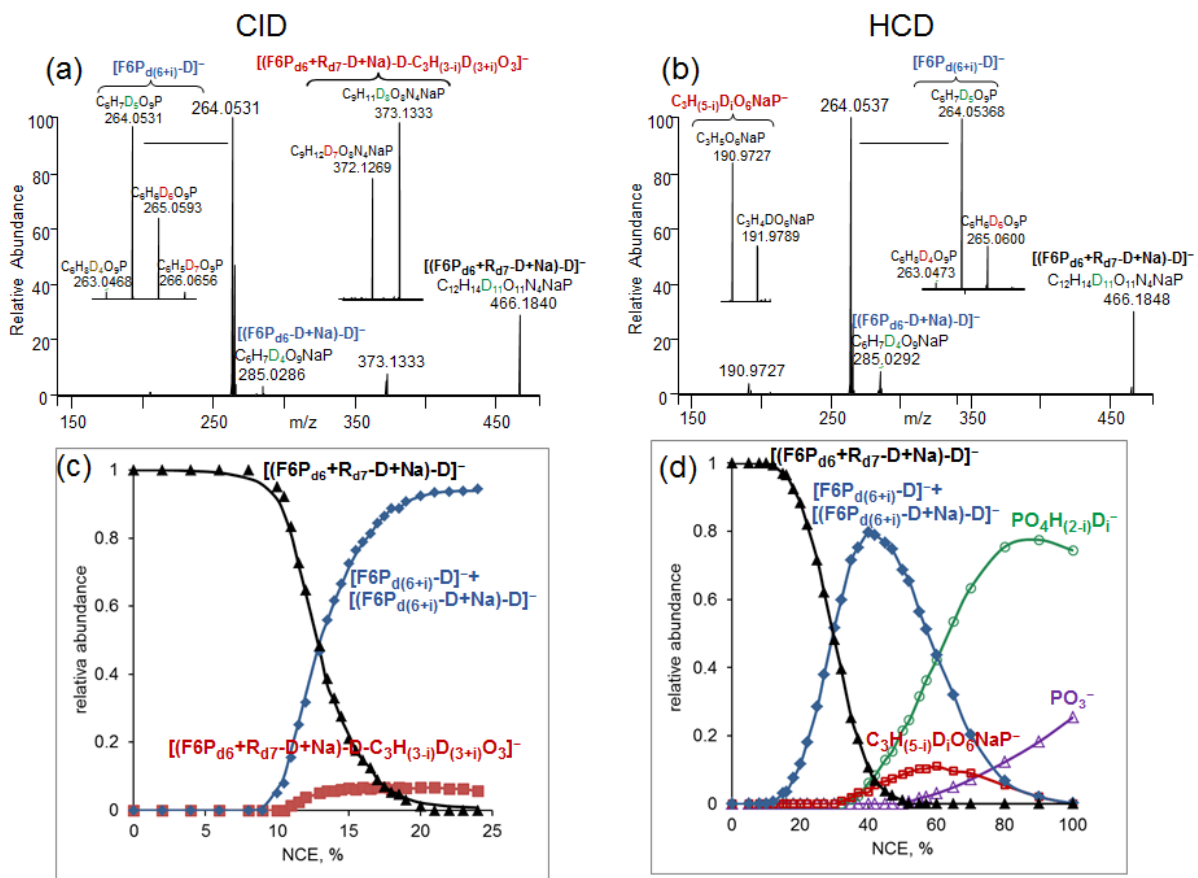 CID
HCD
(a)
[F6Pd(6+i)-D]−
[(F6Pd6+Rd7-D+Na)-D-C3H(3-i)D(3+i)O3]−
C6H7D5O9P
264.0531
264.0531
C9H11D8O8N4NaP
373.1333
C9H12D7O8N4NaP
372.1269
C6H6D6O9P
265.0593
C6H8D4O9P
263.0468
C6H5D7O9P
266.0656
[(F6Pd6+Rd7-D+Na)-D]−
C12H14D11O11N4NaP
466.1840
[(F6Pd6-D+Na)-D]−
C6H7D4O9NaP
285.0286
373.1333
Relative Abundance
100
80
60
40
20
0
150
250
m/z
350
450
(b)
[F6Pd(6+i)-D]−
C3H(5-i)DiO6NaP−
C6H7D5O9P
264.05368
264.0537
C3H5O6NaP
190.9727
C3H4DO6NaP
191.9789
C6H6D6O9P
265.0600
C6H8D4O9P
263.0473
[(F6Pd6+Rd7-D+Na)-D]−
C12H14D11O11N4NaP
466.1848
[(F6Pd6-D+Na)-D]−
C6H7D4O9NaP
285.0292
190.9727
Relative Abundance
100
80
60
40
20
0
150
250
m/z
350
450
(c)
[(F6Pd6+Rd7-D+Na)-D]−
[F6Pd(6+i)-D]−+
[(F6Pd(6+i)-D+Na)-D]−
[(F6Pd6+Rd7-D+Na)-D-C3H(3-i)D(3+i)O3]−
relativa abundance
1
0.8
0.6
0.4
0.2
0
0
5
10
15
20
25
NCE, %
(d)
[(F6Pd6+Rd7-D+Na)-D]−
[F6Pd(6+i)-D]−+
[(F6Pd(6+i)-D+Na)-D]−
PO4H(2-i)Di−
PO3−
C3H(5-i)DiO6NaP−
relative abundance
1
0.8
0.6
0.4
0.2
0
0
20
40
60
80
100
NCE, %